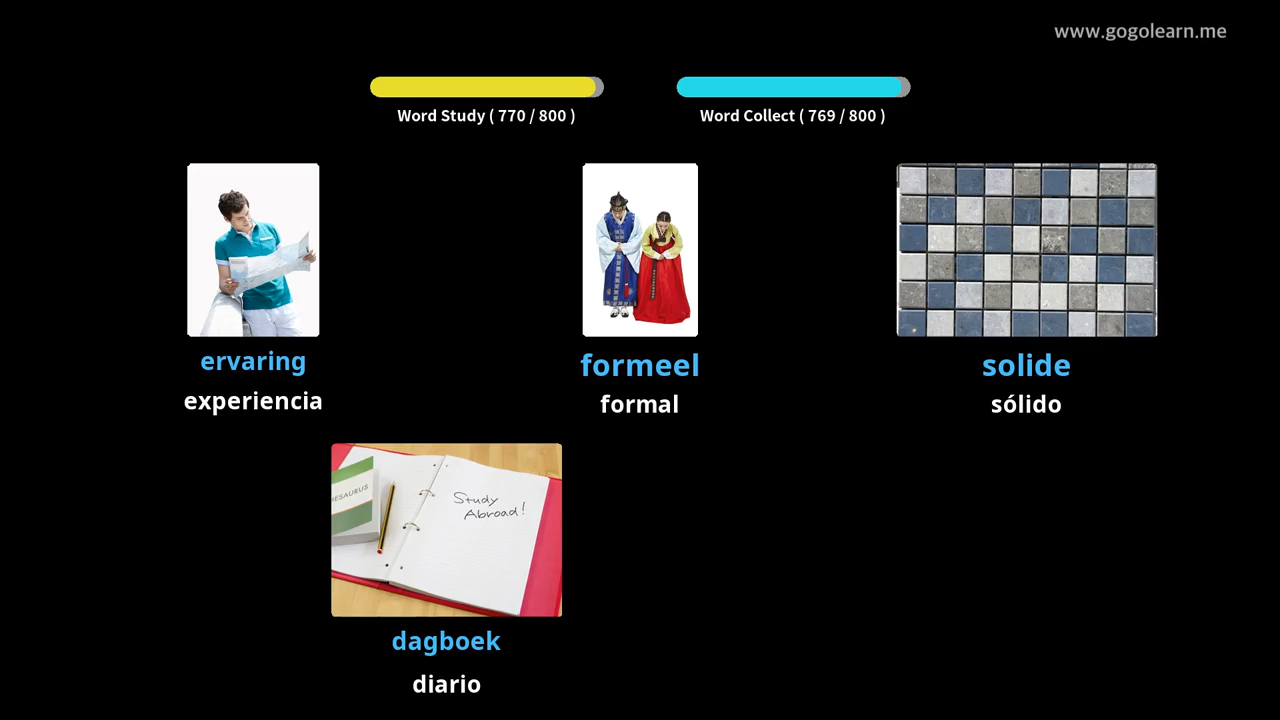 www.gogolearn.me
Word Study ( 770 / 800 )
Word Collect ( 769 / 800 )
ervaring
experiencia
formeel
formal
solide
sólido
HESAURUS
Study
Abroad!
dagboek
diario